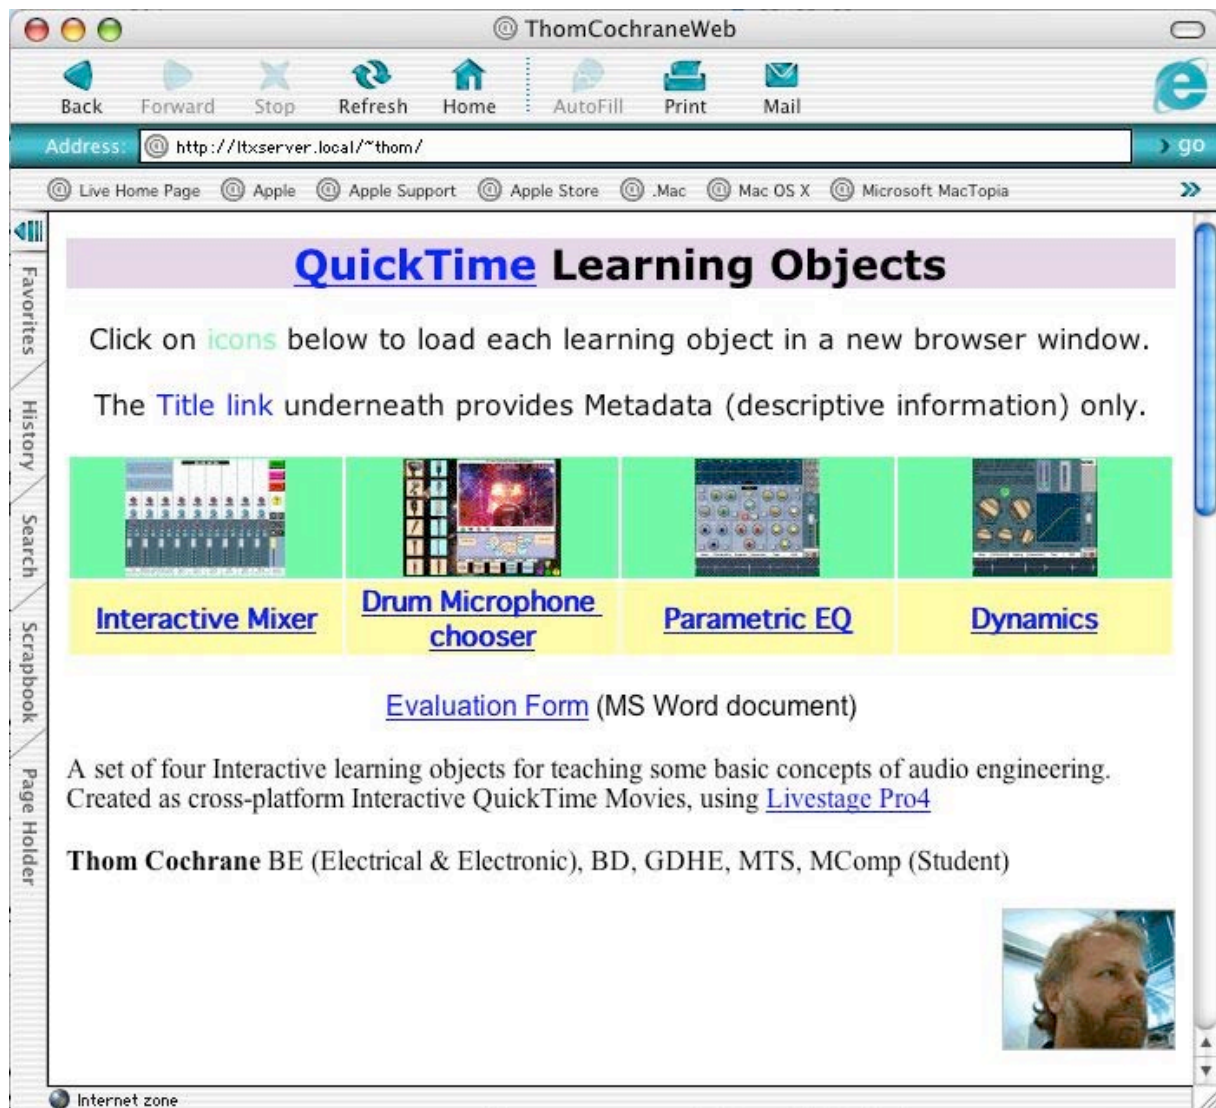 ThomCochraneWeb
Back Forward Stop Refresh Home AutoFill Print Mail
Address: http://ltxserver.local/~thom/ go
Live Home Page Apple Apple Support Apple Store .Mac Mac OS X Microsoft MacTopia
Favorites
History
Search
Scrapbook
Page Holder
QuickTime Learning Objects
Click on icons below to load each learning object in a new browser window.
The Title link underneath provides Metadata (descriptive information) only.
Interactive Mixer
Drum Microphone
chooser
Parametric EQ
Dynamics
Evaluation Form (MS Word document)
A set of four Interactive learning objects for teaching some basic concepts of audio engineering.
Created as cross-platform Interactive QuickTime Movies, using Livestage Pro4
Thom Cochrane BE (Electrical & Electronic), BD, GDHE, MTS, MComp (Student)
Internet zone